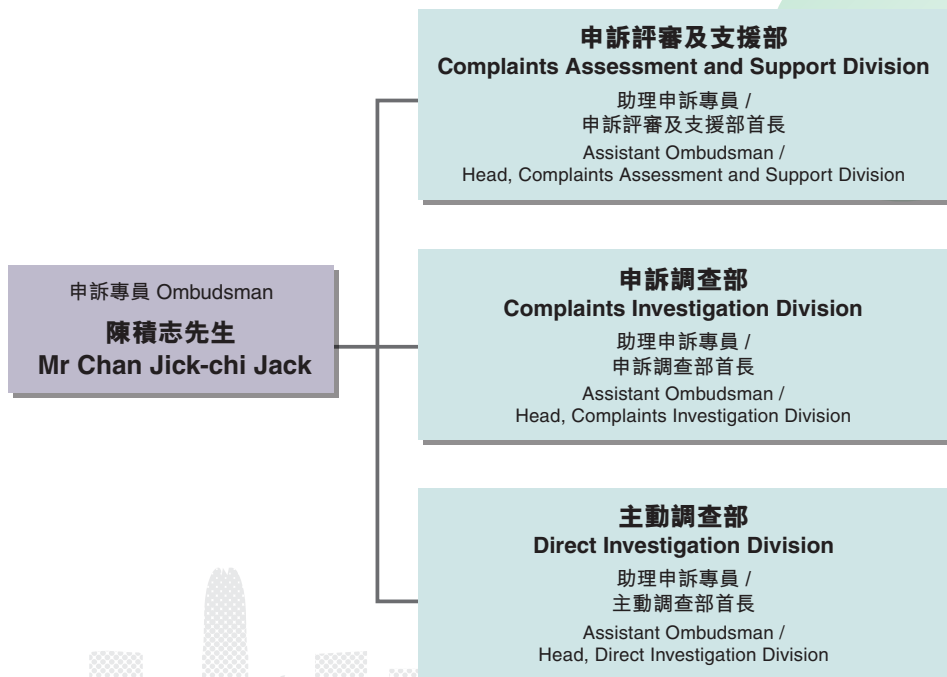 申訴專員 Ombudsman
陳積志先生
Mr Chan Jick-chi Jack
申訴評審及支援部
Complaints Assessment and Support Division
助理申訴專員 /
申訴評審及支援部首長
Assistant Ombudsman /
Head, Complaints Assessment and Support Division
申訴調查部
Complaints Investigation Division
助理申訴專員 /
申訴調查部首長
Assistant Ombudsman /
Head, Complaints Investigation Division
主動調查部
Direct Investigation Division
助理申訴專員 /
主動調查部首長
Assistant Ombudsman /
Head, Direct Investigation Division